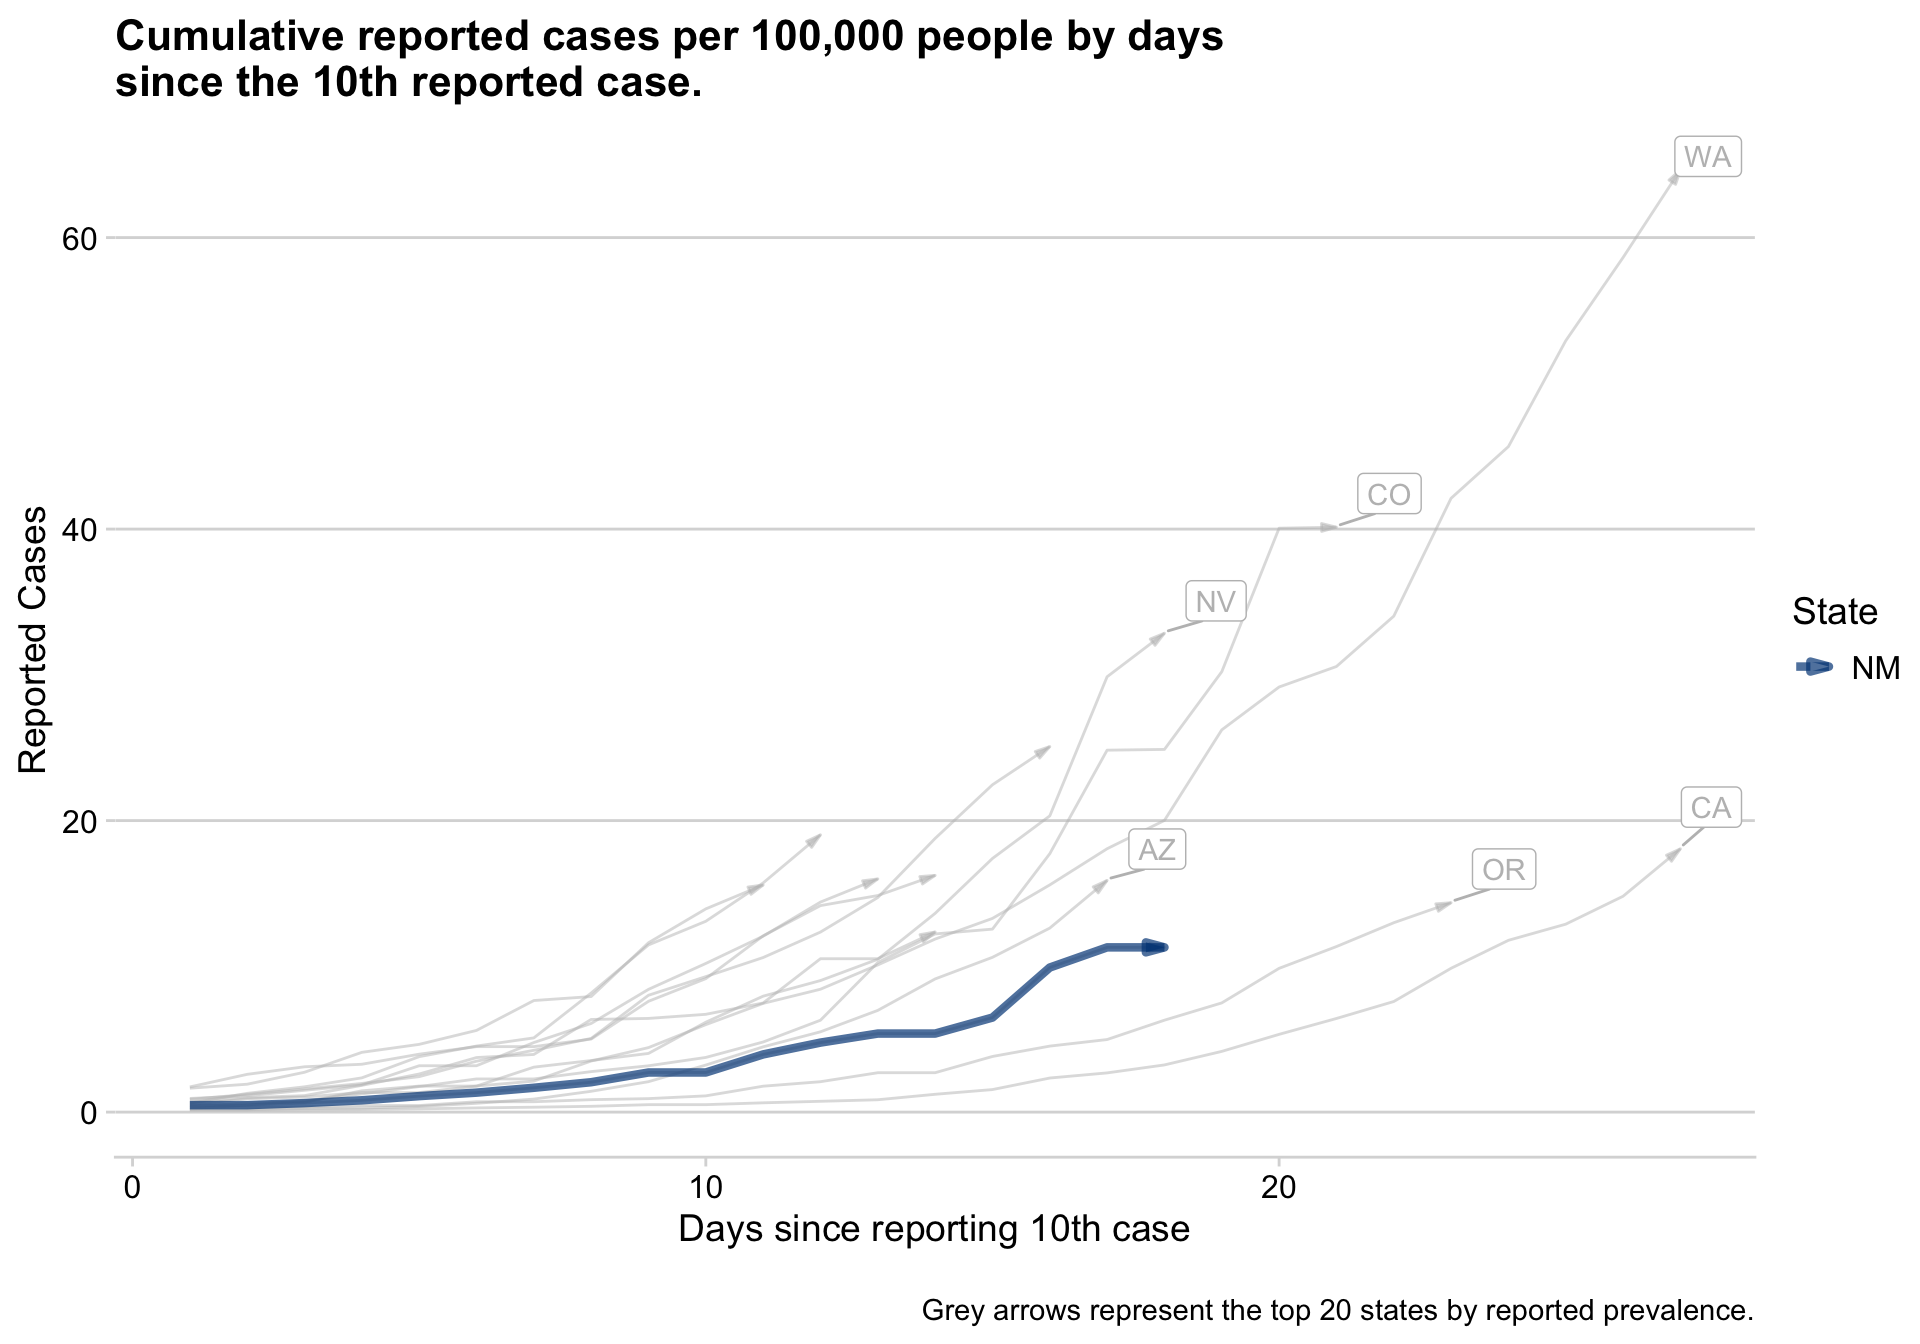 Cumulative reported cases per 100,000 people by days
since the 10th reported case.
WA
60
CO
40
NV
State
NM
Reported Cases
CA
20
AZ
OR
0
0 10 20
Days since reporting 10th case
Grey arrows represent the top 20 states by reported prevalence.